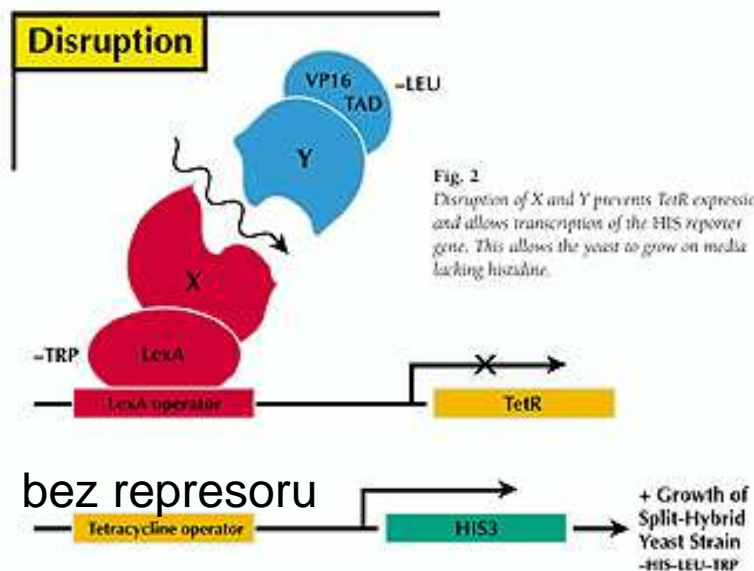 Disruption
VP16
TAD
–LEU
Y
Fig. 2
Disruption of X and Y prevents TetR expressio
and allows transcription of the HIS reporter
gene. This allows the yeast to grow on media
lacking histidine.
X
–TRP
LexA
LexA operator
X
TetR
bez represoru
Tetracycline operator
HIS3
+ Growth of
Split-Hybrid
Yeast Strain
–HIS–LEU–TRP